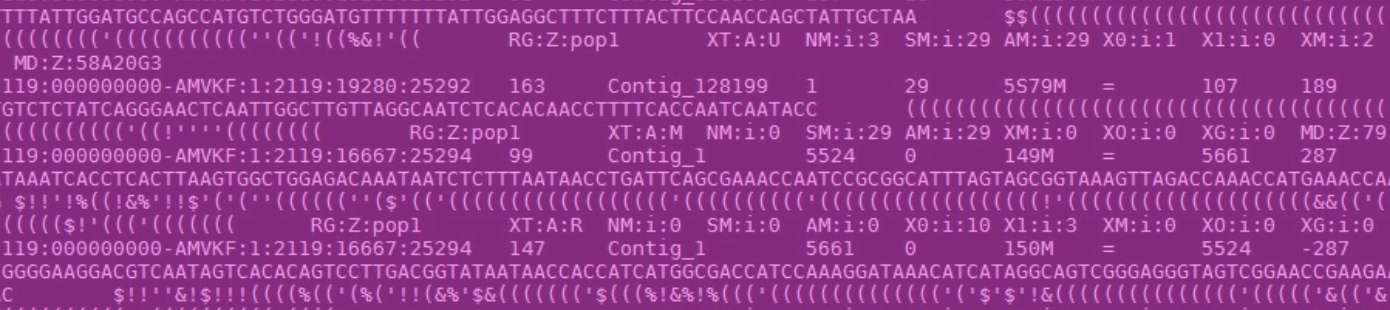 TTTATTGGATGCCAGCCATGTCTGGGATGTTTTTTTATTGGAGGCTTTCTTTACTTCCAACCAGCTATTGCTAA $$(((((((((((((((((((((((((((((
((((((((('((((((((((((''(('!((%&!'(( RG:Z:pop1 XT:A:U NM:i:3 SM:i:29 AM:i:29 X0:i:1 X1:i:0 XM:i:2
MD:Z:58A20G3
119:000000000-AMVKF:1:2119:19280:25292 163 Contig_128199 1 29 5S79M = 107 189
GTCTCTATCAGGGAACTCAATTGGCTTGTTAGGCAATCTCACACAACCTTTTCACCAATCAATACC (((((((((((((((((((((((((((((((((((((
(((((((((('((!''''(((((((( RG:Z:pop1 XT:A:M NM:i:0 SM:i:29 AM:i:29 XM:i:0 XO:i:0 XG:i:0 MD:Z:79
119:000000000-AMVKF:1:2119:16667:25294 99 Contig_1 5524 0 149M = 5661 287
TAAATCACCTCACTTAAGTGGCTGGAGACAAATAATCTCTTTAATAACCTGATTCAGCGAAACCAATCCGCGGCATTTAGTAGCGGTAAAGTTAGACCAAACCATGAAACCA
$!!'!%((!&%'!!$'('(''((((((''($'(('((((((((((((((((((('(((((((((('(((((((((((((((((((!'((((((((((((((((((((&&(('(
(((((($!'((('((((((( RG:Z:pop1 XT:A:R NM:i:0 SM:i:0 AM:i:0 X0:i:10 X1:i:3 XM:i:0 XO:i:0 XG:i:0
119:000000000-AMVKF:1:2119:16667:25294 147 Contig_1 5661 0 150M = 5524 -287
GGGGAAGGACGTCAATAGTCACACAGTCCTTGACGGTATAATAACCACCATCATGGCGACCATCCAAAGGATAAACATCATAGGCAGTCGGGAGGGTAGTCGGAACCGAAGA
C $!!''&!$!!!((((%(('(%('!!(&%'$&(((((((('$(((%!&%!%((('(((((((((((((('('$'$'!&((((((((((((((('((((('&(('&